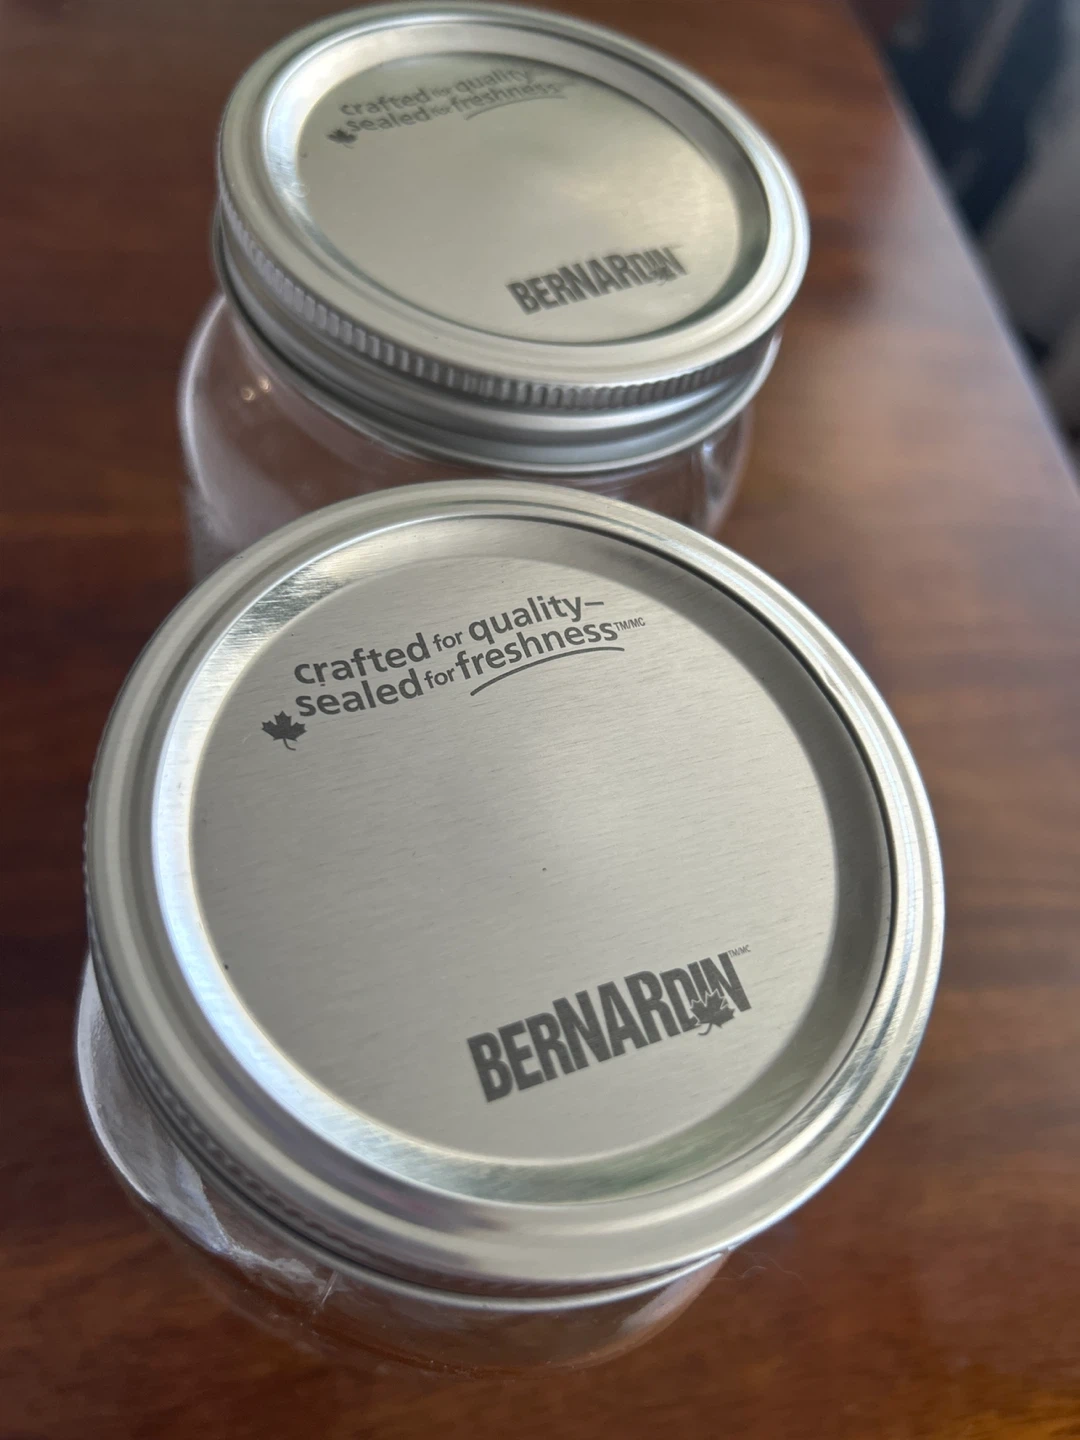 crafted for quality–
sealed for freshness
BERNARDIN
crafted for quality–
sealed for freshness™/MC
BERNARDIN™/MC